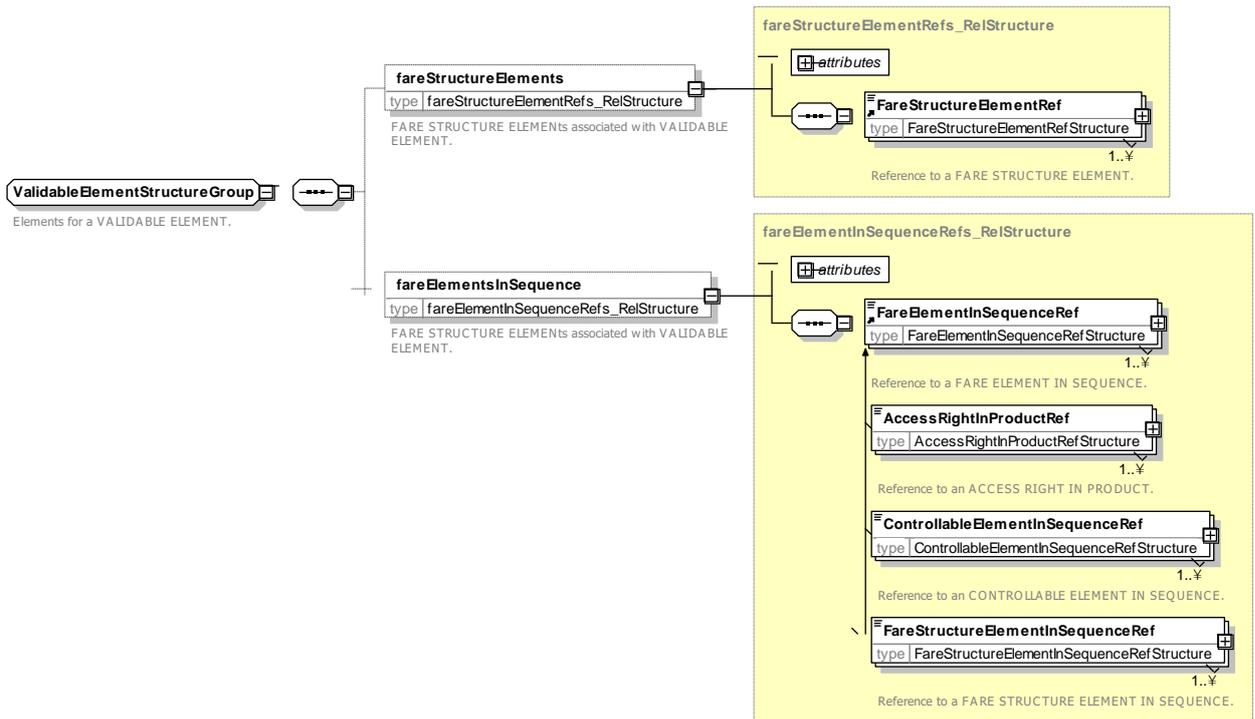 fareStructureElementRefs_RelStructure
attributes
fareStructureElements
type fareStructureElementRefs_RelStructure
FARE STRUCTURE ELEMENts associated with VALIDABLE
ELEMENT.
FareStructureElementRef
type FareStructureElementRefStructure
1..¥
Reference to a FARE STRUCTURE ELEMENT.
ValidableElementStructureGroup
Elements for a VALIDABLE ELEMENT.
fareElementInSequenceRefs_RelStructure
attributes
fareElementsInSequence
type fareElementInSequenceRefs_RelStructure
FARE STRUCTURE ELEMENts associated with VALIDABLE
ELEMENT.
FareElementInSequenceRef
type FareElementInSequenceRefStructure
1..¥
Reference to a FARE ELEMENT IN SEQUENCE.
AccessRightInProductRef
type AccessRightInProductRefStructure
1..¥
Reference to an ACCESS RIGHT IN PRODUCT.
ControllableElementInSequenceRef
type ControllableElementInSequenceRefStructure
1..¥
Reference to an CONTROLLABLE ELEMENT IN SEQUENCE.
FareStructureElementInSequenceRef
type FareStructureElementInSequenceRefStructure
1..¥
Reference to a FARE STRUCTURE ELEMENT IN SEQUENCE.